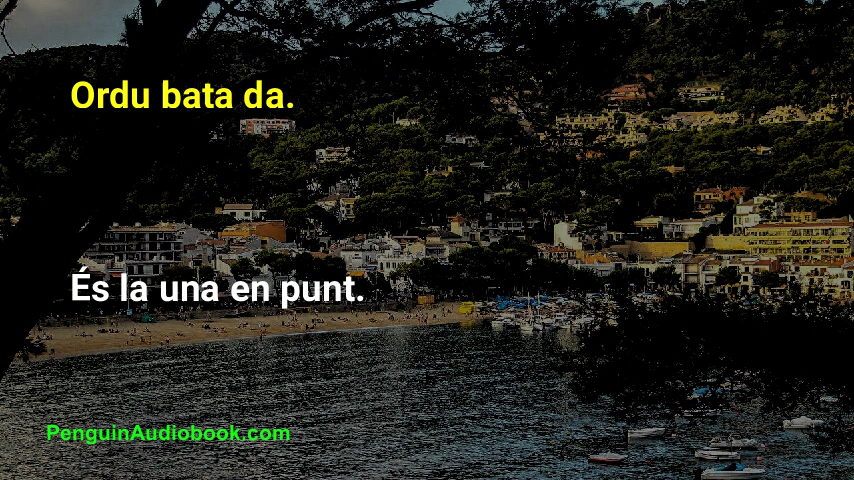 Ordu bata da.
És la una en punt.
PenguinAudiobook.com